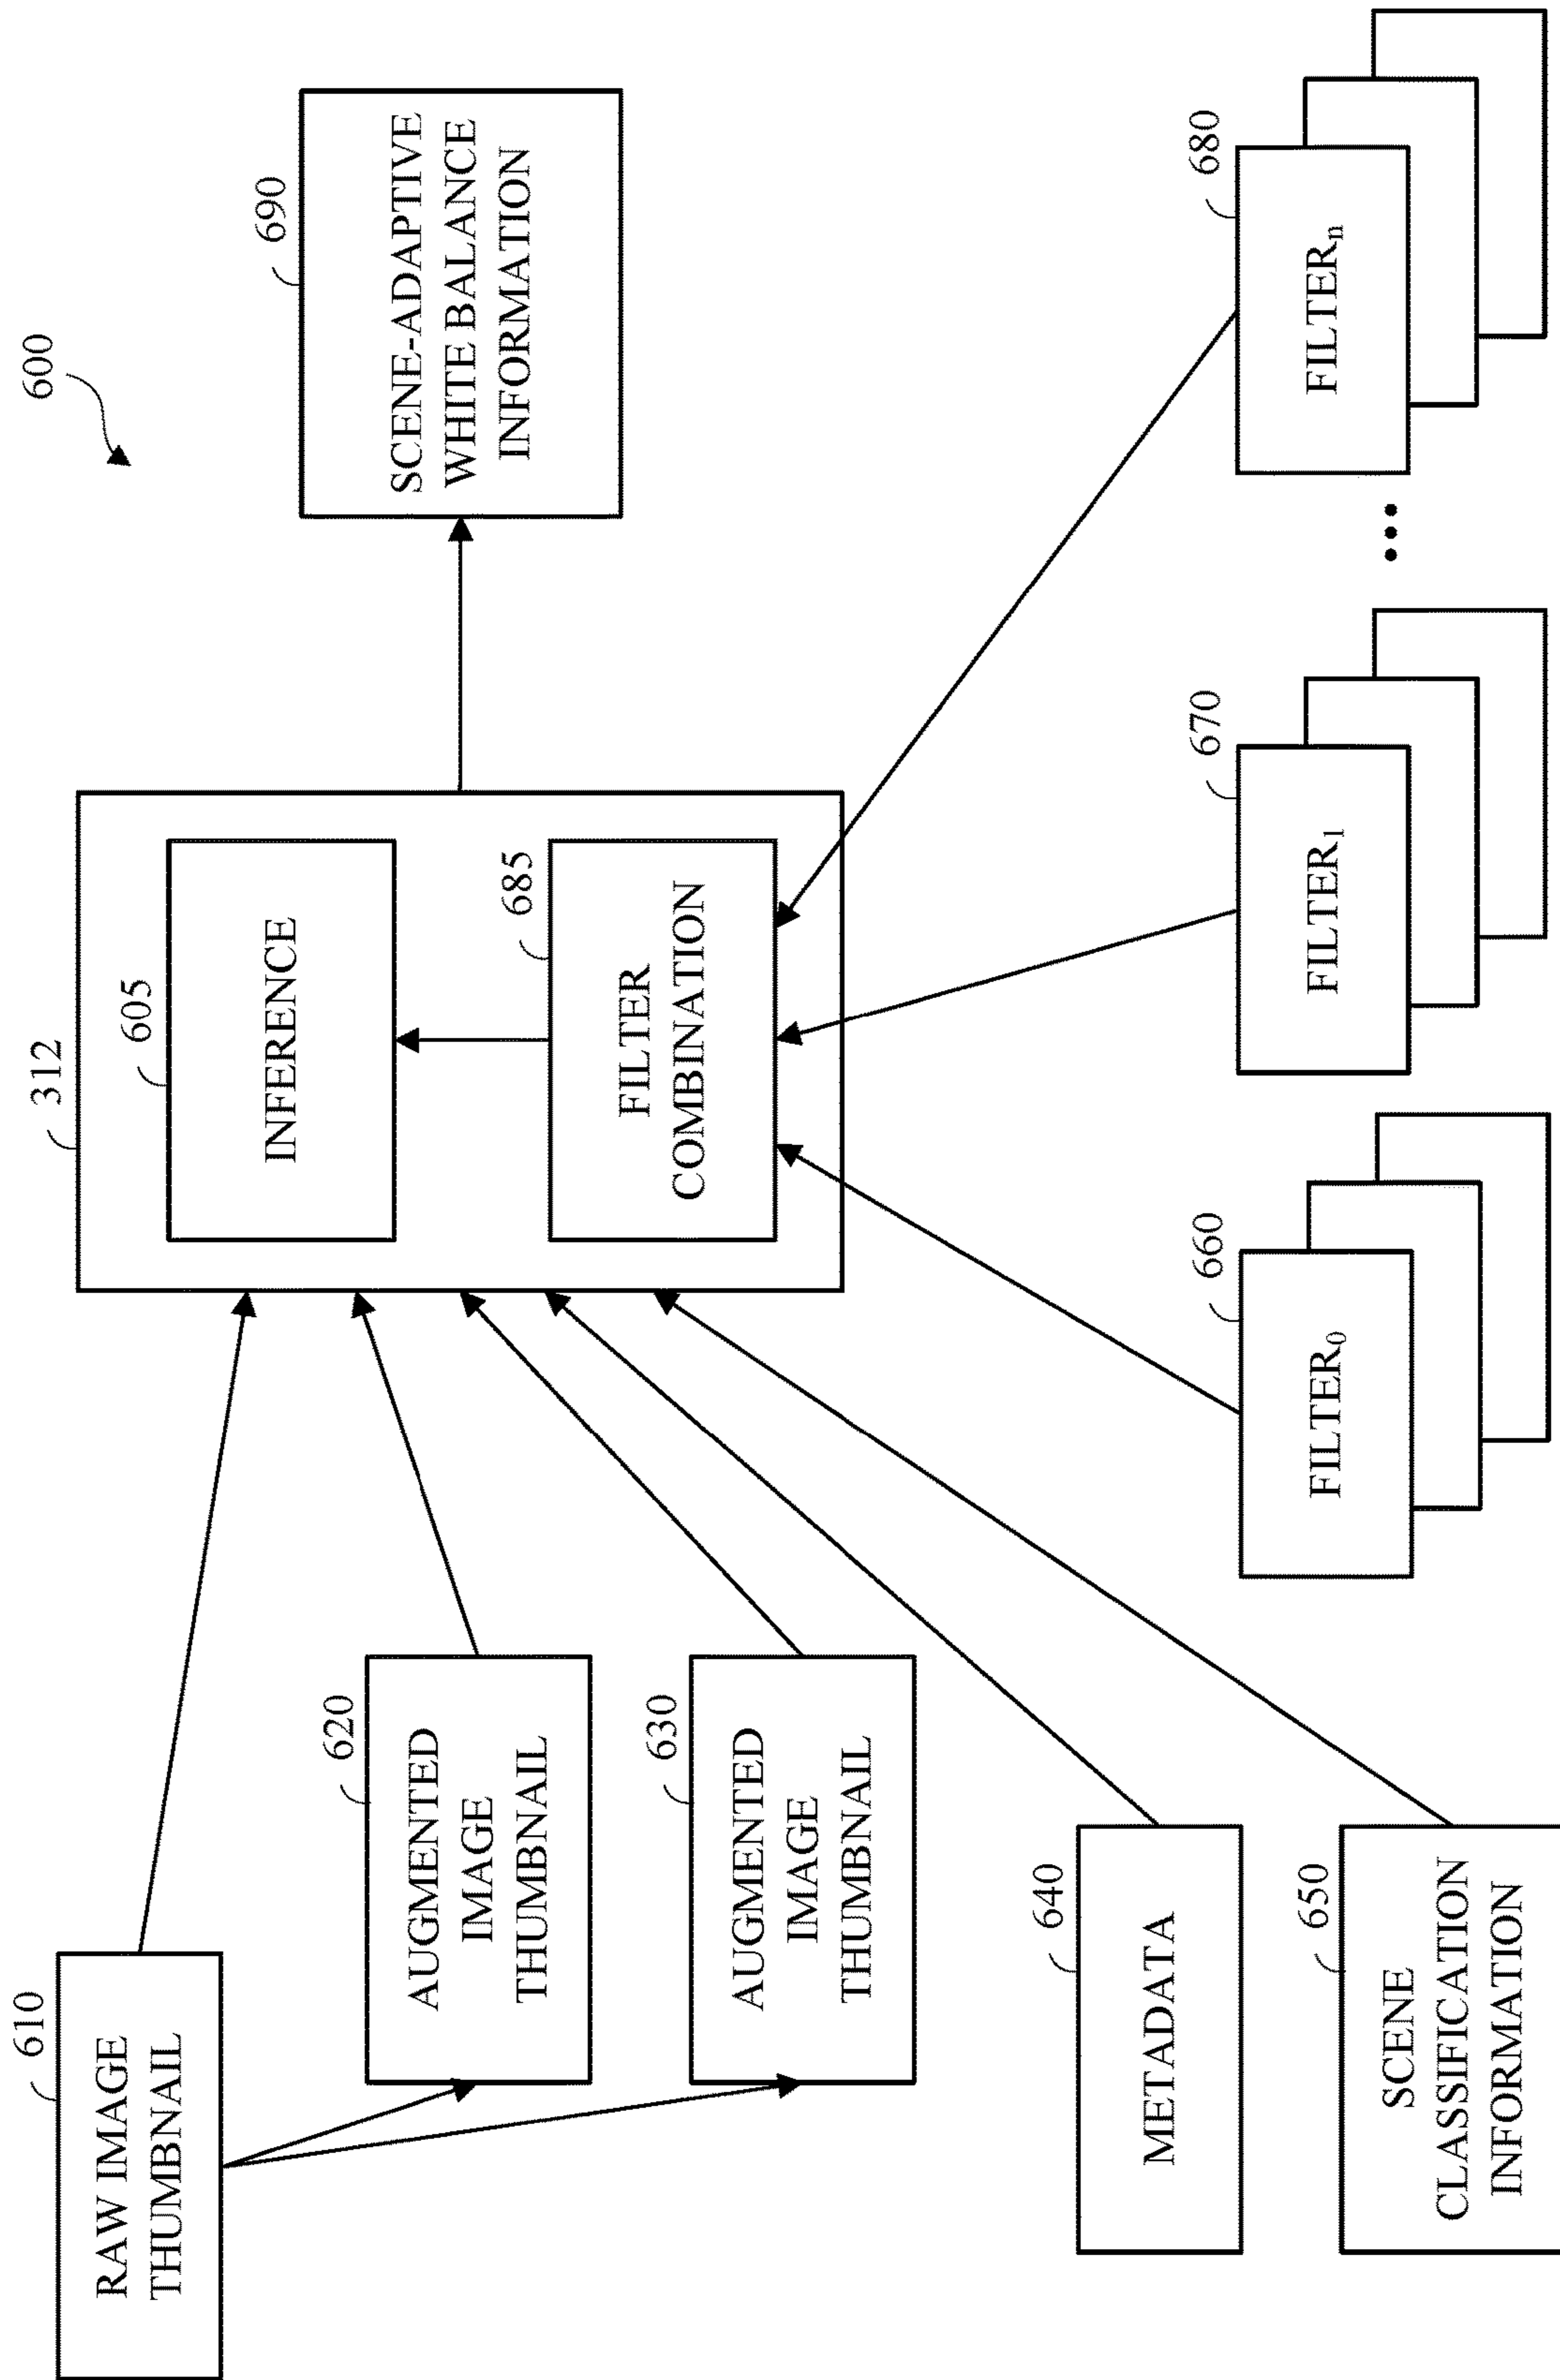 600
610
RAW IMAGE
THUMBNAIL
620
AUGMENTED
IMAGE
THUMBNAIL
630
AUGMENTED
IMAGE
THUMBNAIL
640
METADATA
650
SCENE
CLASSIFICATION
INFORMATION
312
605
INFERENCE
685
FILTER
COMBINATION
660
FILTER₀
670
FILTER₁
...
680
FILTERₙ
690
SCENE-ADAPTIVE
WHITE BALANCE
INFORMATION